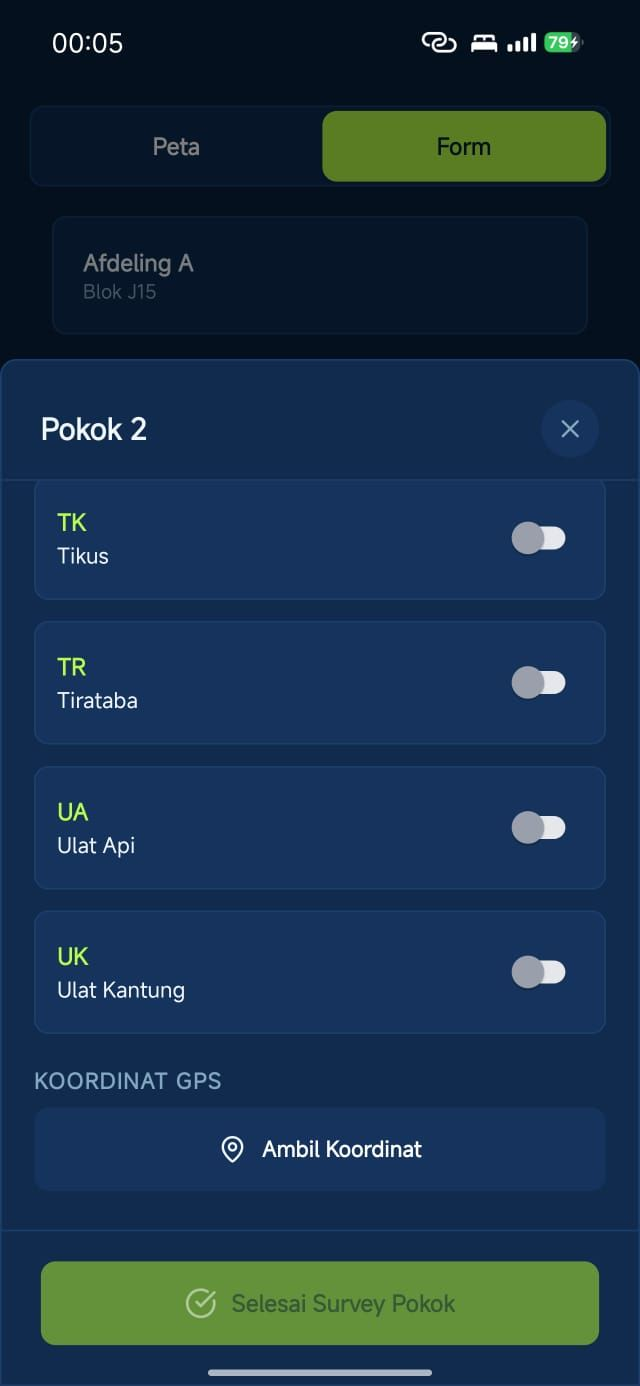 00:05
79
Peta
Form
Afdeling A
Blok J15
Pokok 2
TK
Tikus
TR
Tirataba
UA
Ulat Api
UK
Ulat Kantung
KOORDINAT GPS
Ambil Koordinat
Selesai Survey Pokok